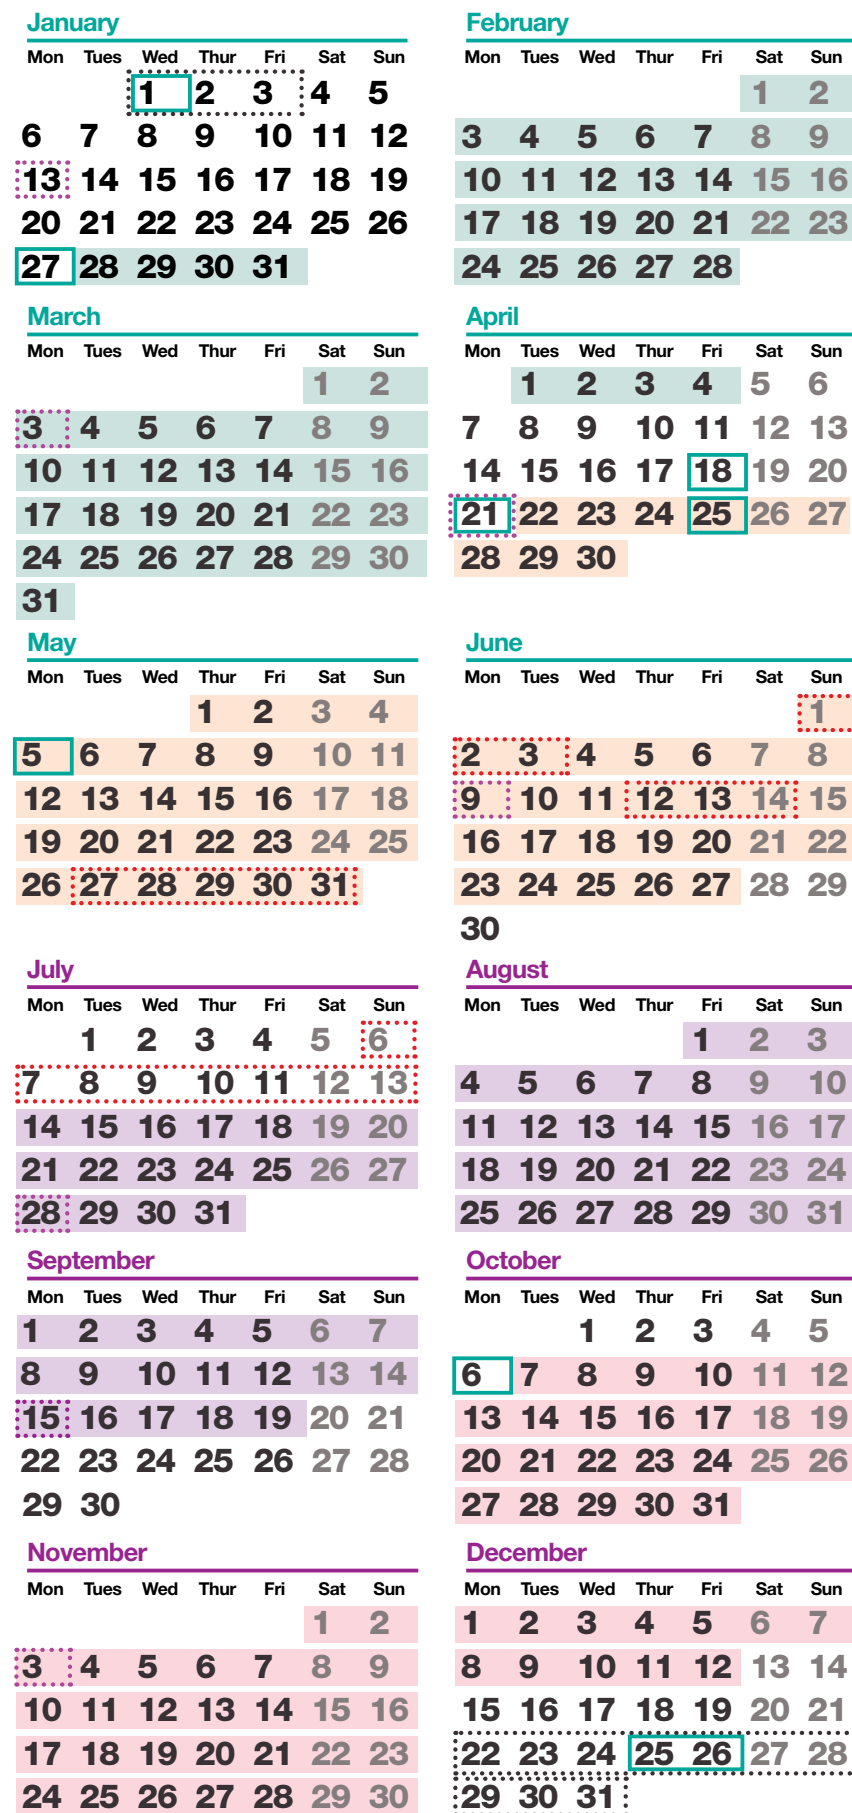 January
Mon Tues Wed Thur Fri Sat Sun
1 2 3 4 5
6 7 8 9 10 11 12
13 14 15 16 17 18 19
20 21 22 23 24 25 26
27 28 29 30 31
February
Mon Tues Wed Thur Fri Sat Sun
1 2
3 4 5 6 7 8 9
10 11 12 13 14 15 16
17 18 19 20 21 22 23
24 25 26 27 28
March
Mon Tues Wed Thur Fri Sat Sun
1 2
3 4 5 6 7 8 9
10 11 12 13 14 15 16
17 18 19 20 21 22 23
24 25 26 27 28 29 30
31
April
Mon Tues Wed Thur Fri Sat Sun
1 2 3 4 5 6
7 8 9 10 11 12 13
14 15 16 17 18 19 20
21 22 23 24 25 26 27
28 29 30
May
Mon Tues Wed Thur Fri Sat Sun
1 2 3 4
5 6 7 8 9 10 11
12 13 14 15 16 17 18
19 20 21 22 23 24 25
26 27 28 29 30 31
June
Mon Tues Wed Thur Fri Sat Sun
1
2 3 4 5 6 7 8
9 10 11 12 13 14 15
16 17 18 19 20 21 22
23 24 25 26 27 28 29
30
July
Mon Tues Wed Thur Fri Sat Sun
1 2 3 4 5 6
7 8 9 10 11 12 13
14 15 16 17 18 19 20
21 22 23 24 25 26 27
28 29 30 31
August
Mon Tues Wed Thur Fri Sat Sun
1 2 3
4 5 6 7 8 9 10
11 12 13 14 15 16 17
18 19 20 21 22 23 24
25 26 27 28 29 30 31
September
Mon Tues Wed Thur Fri Sat Sun
1 2 3 4 5 6 7
8 9 10 11 12 13 14
15 16 17 18 19 20 21
22 23 24 25 26 27 28
29 30
October
Mon Tues Wed Thur Fri Sat Sun
1 2 3 4 5
6 7 8 9 10 11 12
13 14 15 16 17 18 19
20 21 22 23 24 25 26
27 28 29 30 31
November
Mon Tues Wed Thur Fri Sat Sun
1 2
3 4 5 6 7 8 9
10 11 12 13 14 15 16
17 18 19 20 21 22 23
24 25 26 27 28 29 30
December
Mon Tues Wed Thur Fri Sat Sun
1 2 3 4 5 6 7
8 9 10 11 12 13 14
15 16 17 18 19 20 21
22 23 24 25 26 27 28
29 30 31